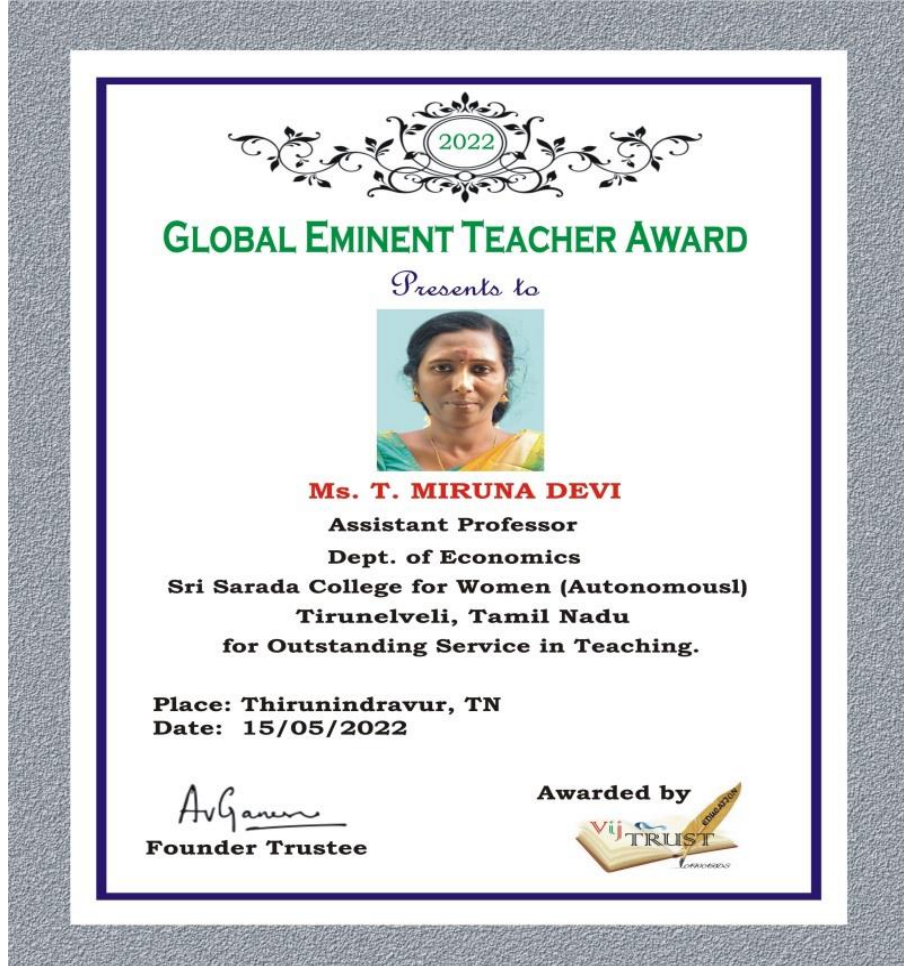 2022
GLOBAL EMINENT TEACHER AWARD
Presents to
Ms. T. MIRUNA DEVI
Assistant Professor
Dept. of Economics
Sri Sarada College for Women (Autonomousl)
Tirunelveli, Tamil Nadu
for Outstanding Service in Teaching.
Place: Thirunindravur, TN
Date: 15/05/2022
Founder Trustee
Awarded by
Vij TRUST
EDUCATION